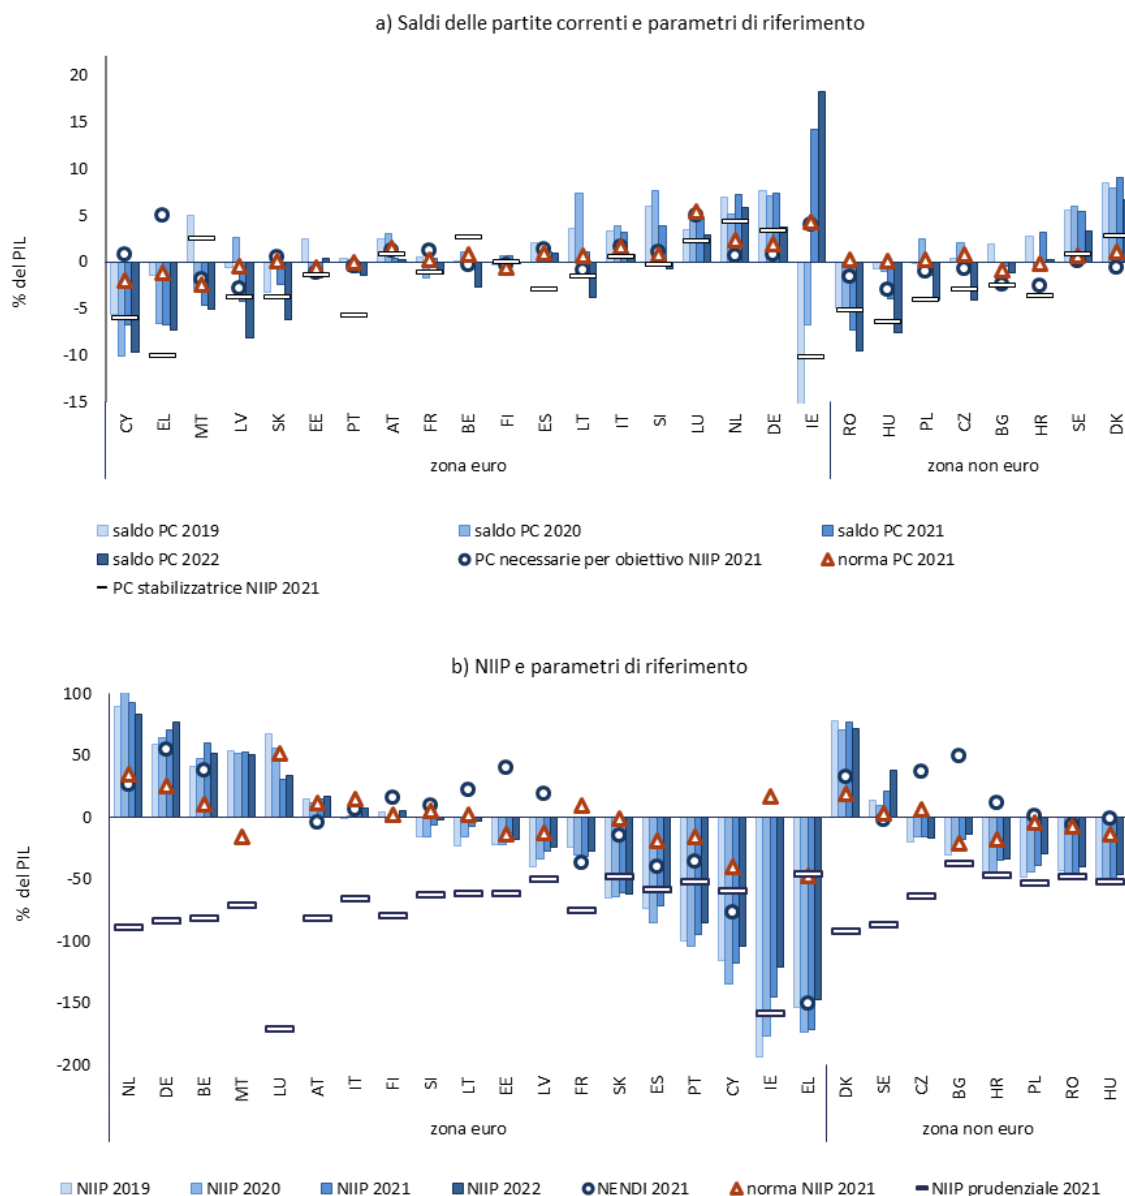 a) Saldi delle partite correnti e parametri di riferimento
% del PIL
20
15
10
5
0
-5
-10
-15
CY EL MT LV SK EE PT AT FR BE FI ES LT IT SI LU NL DE IE RO HU PL CZ BG HR SE DK
zona euro zona non euro
saldo PC 2019 saldo PC 2020 saldo PC 2021
saldo PC 2022 PC necessarie per obiettivo NIIP 2021 norma PC 2021
PC stabilizzatrice NIIP 2021
b) NIIP e parametri di riferimento
% del PIL
100
50
0
-50
-100
-150
-200
NL DE BE MT LU AT IT FI SI LT EE LV FR SK ES PT CY IE EL DK SE CZ BG HR PL RO HU
zona euro zona non euro
NIIP 2019 NIIP 2020 NIIP 2021 NIIP 2022 NENDI 2021 norma NIIP 2021 NIIP prudenziale 2021